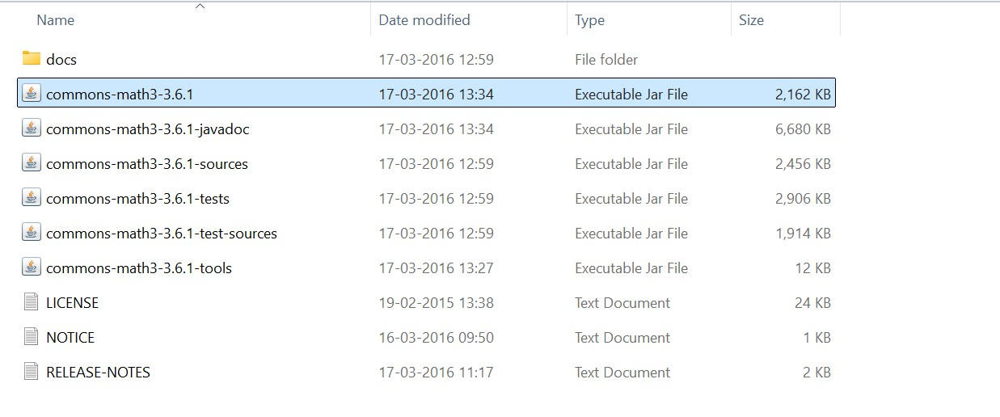 Name Date modified Type Size
docs 17-03-2016 12:59 File folder
commons-math3-3.6.1 17-03-2016 13:34 Executable Jar File 2,162 KB
commons-math3-3.6.1-javadoc 17-03-2016 13:34 Executable Jar File 6,680 KB
commons-math3-3.6.1-sources 17-03-2016 12:59 Executable Jar File 2,456 KB
commons-math3-3.6.1-tests 17-03-2016 12:59 Executable Jar File 2,906 KB
commons-math3-3.6.1-test-sources 17-03-2016 12:59 Executable Jar File 1,914 KB
commons-math3-3.6.1-tools 17-03-2016 13:27 Executable Jar File 12 KB
LICENSE 19-02-2015 13:38 Text Document 24 KB
NOTICE 16-03-2016 09:50 Text Document 1 KB
RELEASE-NOTES 17-03-2016 11:17 Text Document 2 KB